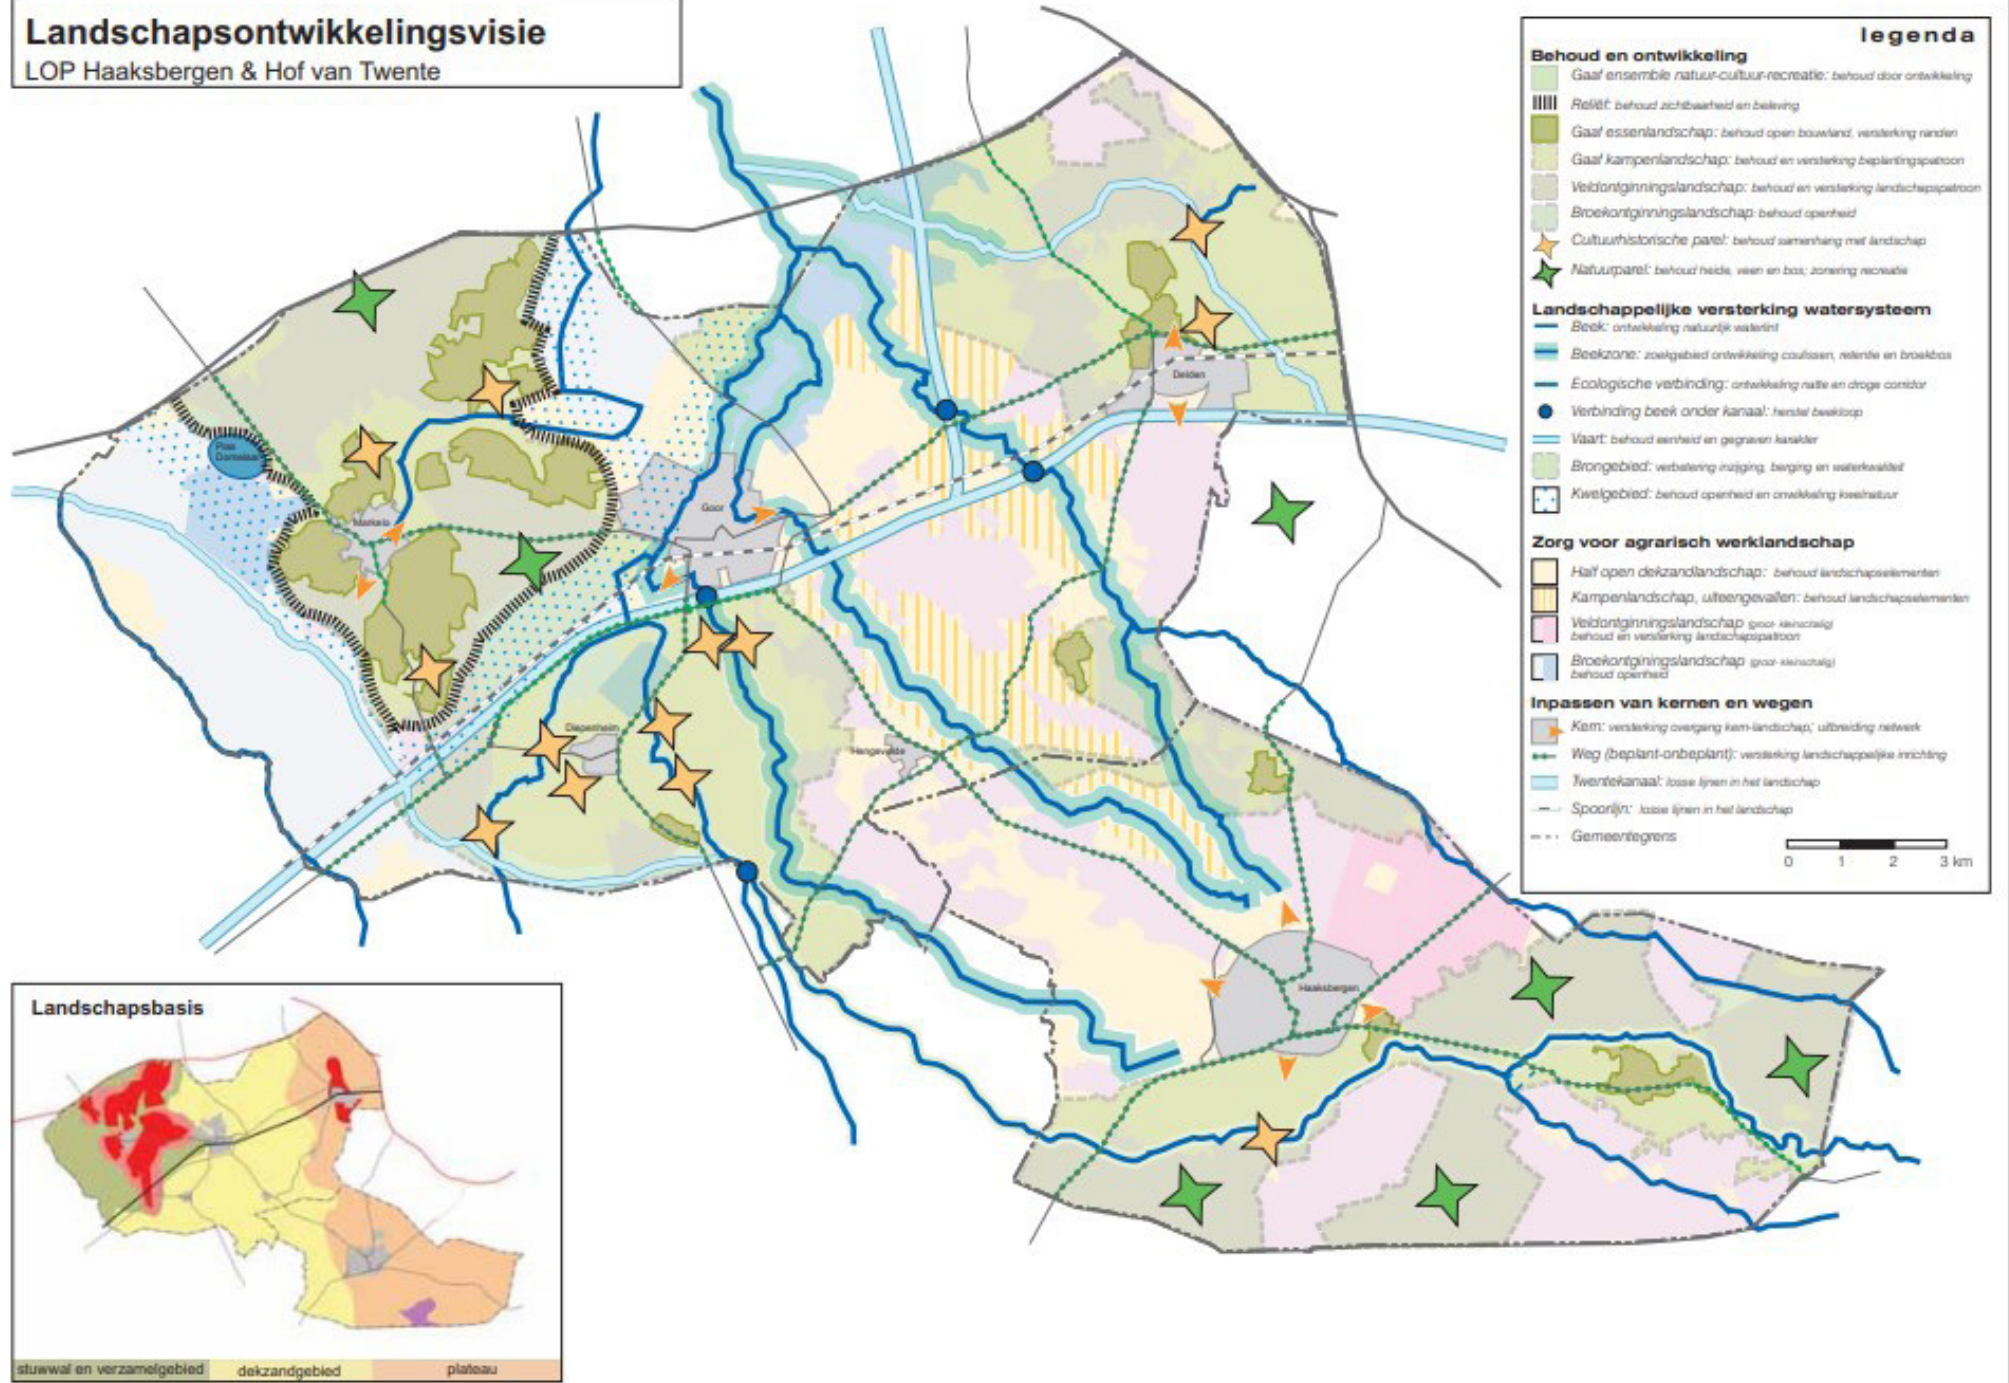 Landschapsontwikkelingsvisie
LOP Haaksbergen & Hof van Twente
legenda
Behoud en ontwikkeling
Gaaf ensemble natuur-cultuur-recreatie: behoud door ontwikkeling
Reliëf: behoud zichtbaarheid en beleving
Gaaf essenlandschap: behoud open bouwland, versterking randen
Gaaf kampenlandschap: behoud en versterking beplantingspatroon
Veldontginningslandschap: behoud en versterking landschapspatroon
Broekontginningslandschap behoud openheid
Cultuurhistorische parel: behoud samenhang met landschap
Natuurparel: behoud heide, veen en bos; zonering recreatie
Landschappelijke versterking watersysteem
Beek: ontwikkeling natuurlijk waterlint
Beekzone: zoekgebied ontwikkeling coulissen, retentie en broekbos
Ecologische verbinding: ontwikkeling natte en droge corridor
Verbinding beek onder kanaal: herstel beekloop
Vaart: behoud eenheid en gegraven karakter
Brongebied: verbetering inzijging, berging en waterkwaliteit
Kwelgebied: behoud openheid en onwikkeling kwelnatuur
Zorg voor agrarisch werklandschap
Half open dekzandlandschap: behoud landschapselementen
Kampenlandschap, uiteengevallen: behoud landschapselementen
Veldontginningslandschap (groot- kleinschalig)
behoud en versterking landschapspatroon
Broekontginingslandschap (groot- kleinschalig)
behoud openheid
Inpassen van kernen en wegen
Kern: versterking overgang kern-landschap; uitbreiding netwerk
Weg (beplant-onbeplant): versterking landschappelijke inrichting
Twentekanaal: losse lijnen in het landschap
Spoorlijn: losse lijnen in het landschap
Gemeentegrens
0 1 2 3 km
Delden
Goor
Markelo
Diepenheim
Hengevelde
Haaksbergen
Landschapsbasis
stuwwal en verzamelgebied dekzandgebied plateau